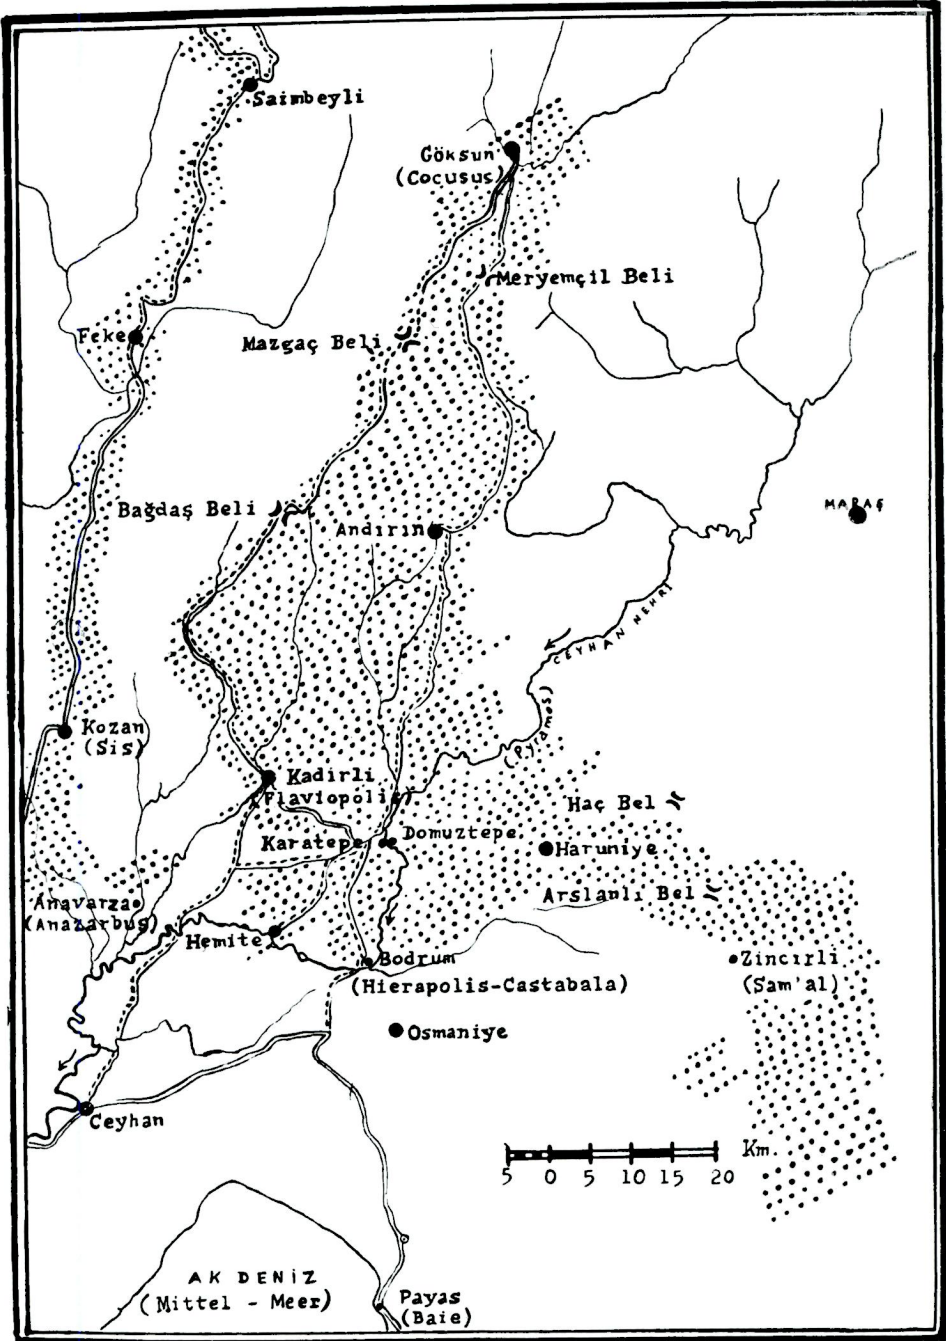 Saimbeyli
Göksun
(Cocusus)
Meryemçil Beli
Feke
Mazgaç Beli
MARAŞ
Bağdaş Beli
Andırın
CEYHAN NEHRİ
(Pyramos)
Kozan
(Sis)
Kadirli
(Flaviopolis)
Haç Bel
Karatepe
Domuztepe
Haruniye
Anavarza
(Anazarbus)
Arslanlı Bel
Hemite
Bodrum
(Hierapolis-Castabala)
Zincirli
(Sam'al)
Osmaniye
Ceyhan
Km.
5 0 5 10 15 20
AK DENİZ
(Mittel - Meer)
Payas
(Baie)